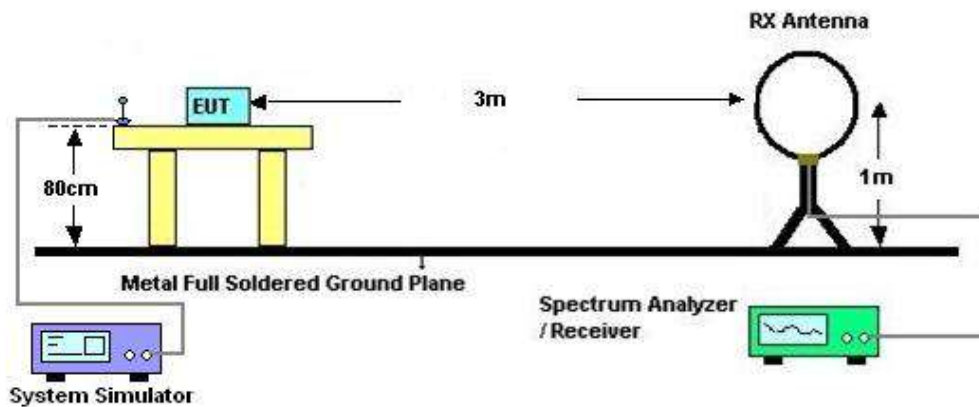 RX Antenna
EUT
3m
80cm
1m
Metal Full Soldered Ground Plane
Spectrum Analyzer
/ Receiver
System Simulator